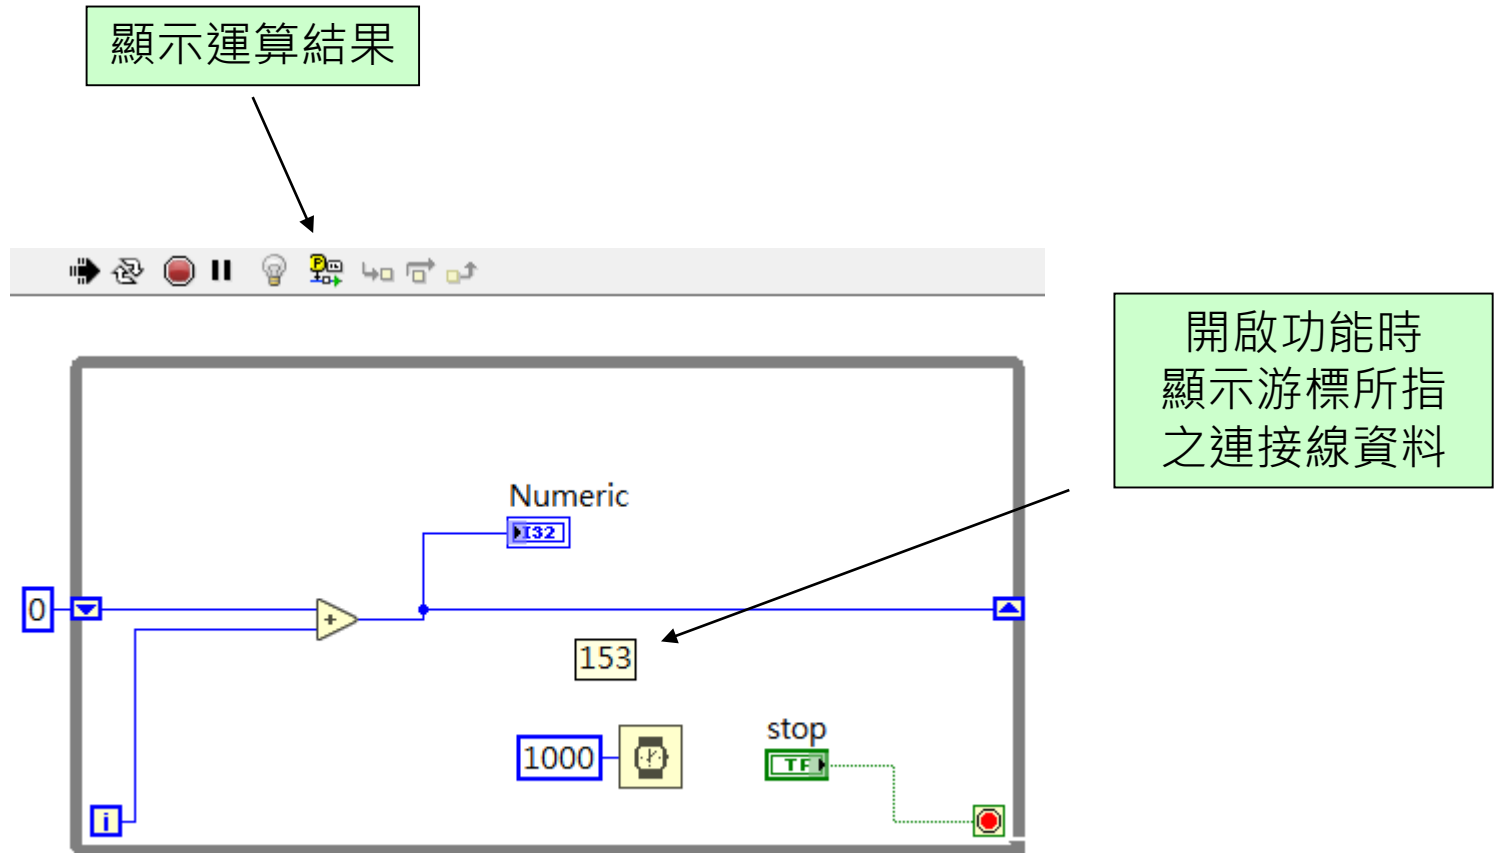 顯示運算結果
P
開啟功能時
顯示游標所指
之連接線資料
Numeric
I32
0
+
153
1000
stop
TF
i